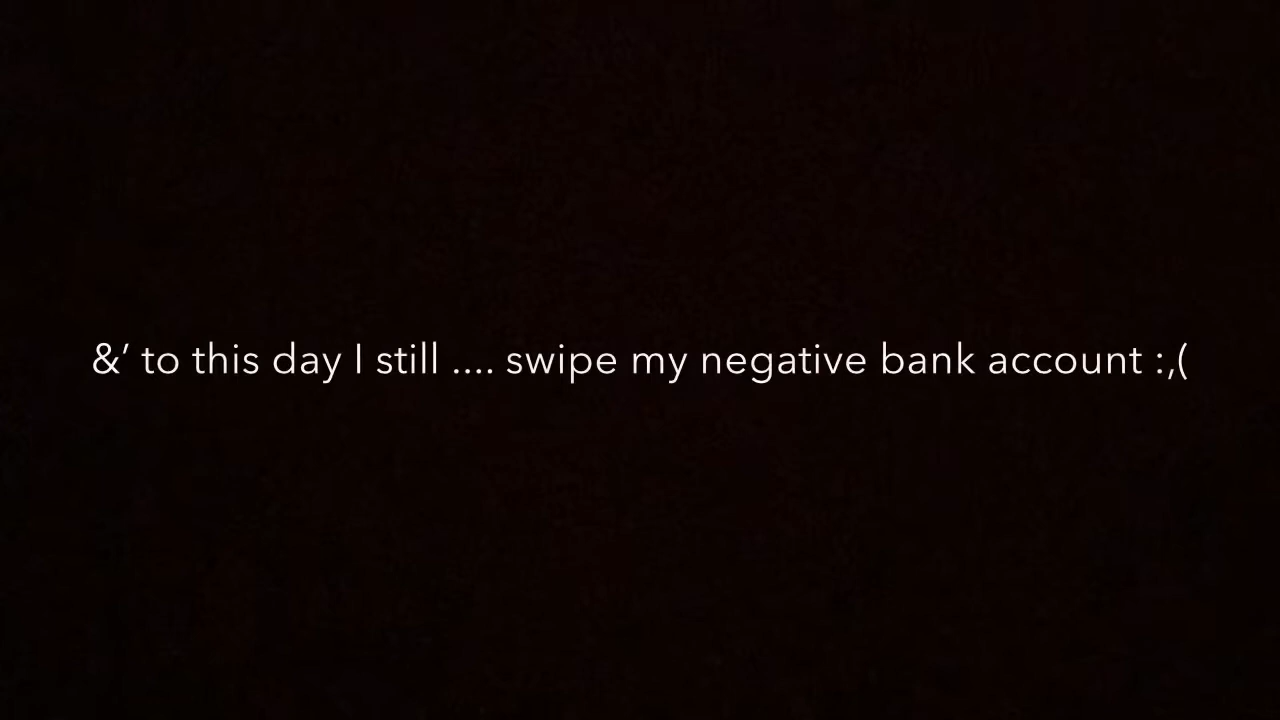 &’ to this day I still .... swipe my negative bank account :,(